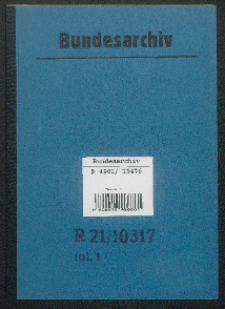 Bundesarchiv
Bundesarchiv
R 4901/ 13476
R 21/10317
fol. 1